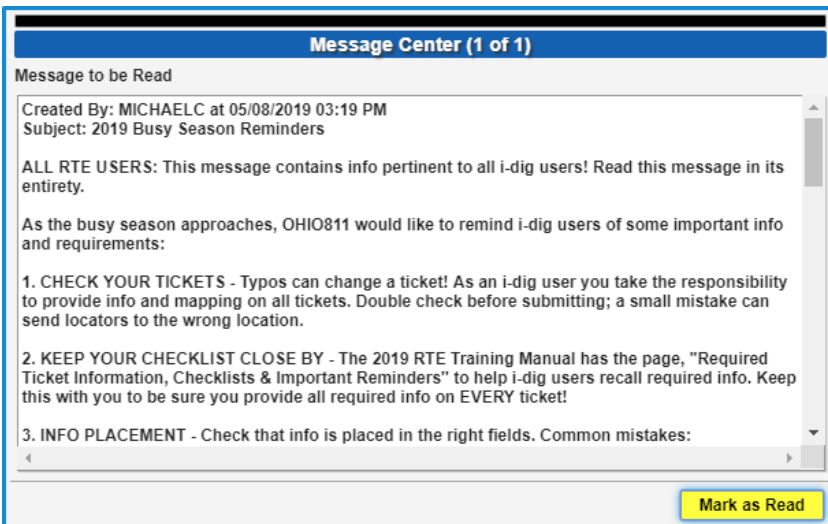 Message Center (1 of 1)
Message to be Read
Created By: MICHAELC at 05/08/2019 03:19 PM
Subject: 2019 Busy Season Reminders
ALL RTE USERS: This message contains info pertinent to all i-dig users! Read this message in its
entirety.
As the busy season approaches, OHIO811 would like to remind i-dig users of some important info
and requirements:
1. CHECK YOUR TICKETS - Typos can change a ticket! As an i-dig user you take the responsibility
to provide info and mapping on all tickets. Double check before submitting; a small mistake can
send locators to the wrong location.
2. KEEP YOUR CHECKLIST CLOSE BY - The 2019 RTE Training Manual has the page, "Required
Ticket Information, Checklists & Important Reminders" to help i-dig users recall required info. Keep
this with you to be sure you provide all required info on EVERY ticket!
3. INFO PLACEMENT - Check that info is placed in the right fields. Common mistakes:
Mark as Read